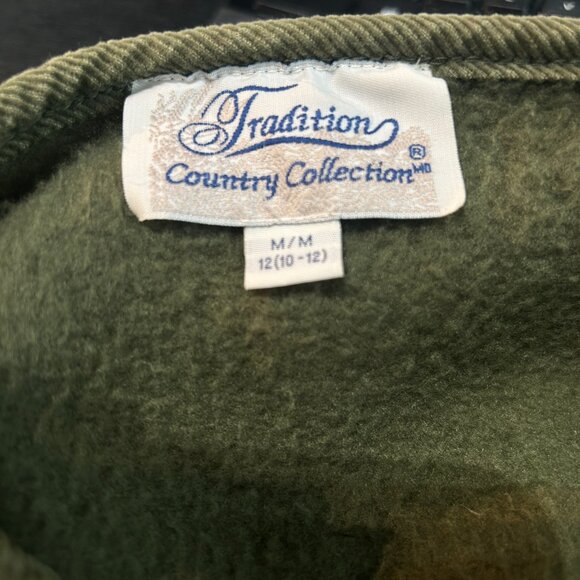 Tradition
Country Collection ® MD
M/M
12(10-12)